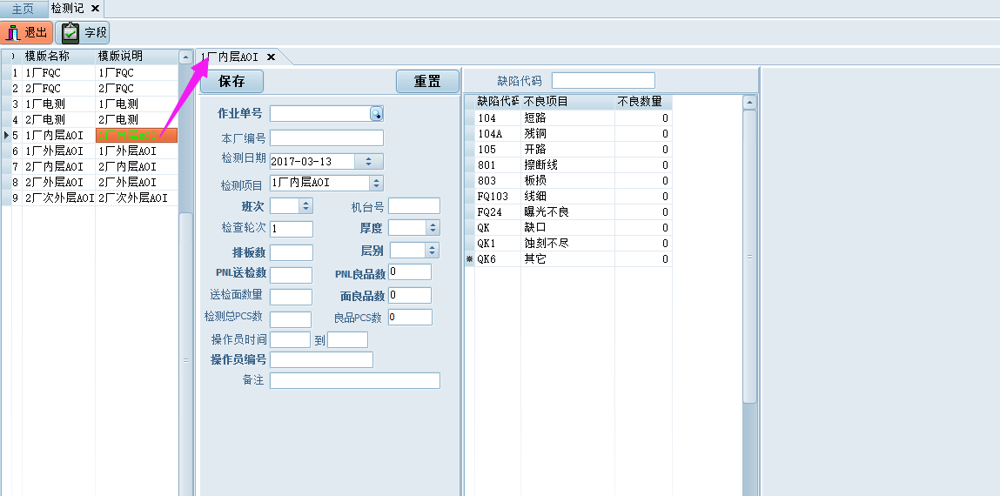 主页 检测记
退出 字段
模版名称 模版说明
1 1厂FQC 1厂FQC
2 2厂FQC 2厂FQC
3 1厂电测 1厂电测
4 2厂电测 2厂电测
5 1厂内层AOI 1厂内层AOI
6 1厂外层AOI 1厂外层AOI
7 2厂内层AOI 2厂内层AOI
8 2厂外层AOI 2厂外层AOI
9 2厂次外层AOI 2厂次外层AOI
1厂内层AOI
保存 重置
作业单号
本厂编号
检测日期 2017-03-13
检测项目 1厂内层AOI
班次 机台号
检查轮次 1 厚度
排板数 层别
PNL送检数 PNL良品数 0
送检面数量 面良品数 0
检测总PCS数 良品PCS数 0
操作员时间 到
操作员编号
备注
缺陷代码
缺陷代码 不良项目 不良数量
104 短路 0
104A 残铜 0
105 开路 0
801 擦断线 0
803 板损 0
FQ103 线细 0
FQ24 曝光不良 0
QK 缺口 0
QK1 蚀刻不尽 0
QK6 其它 0